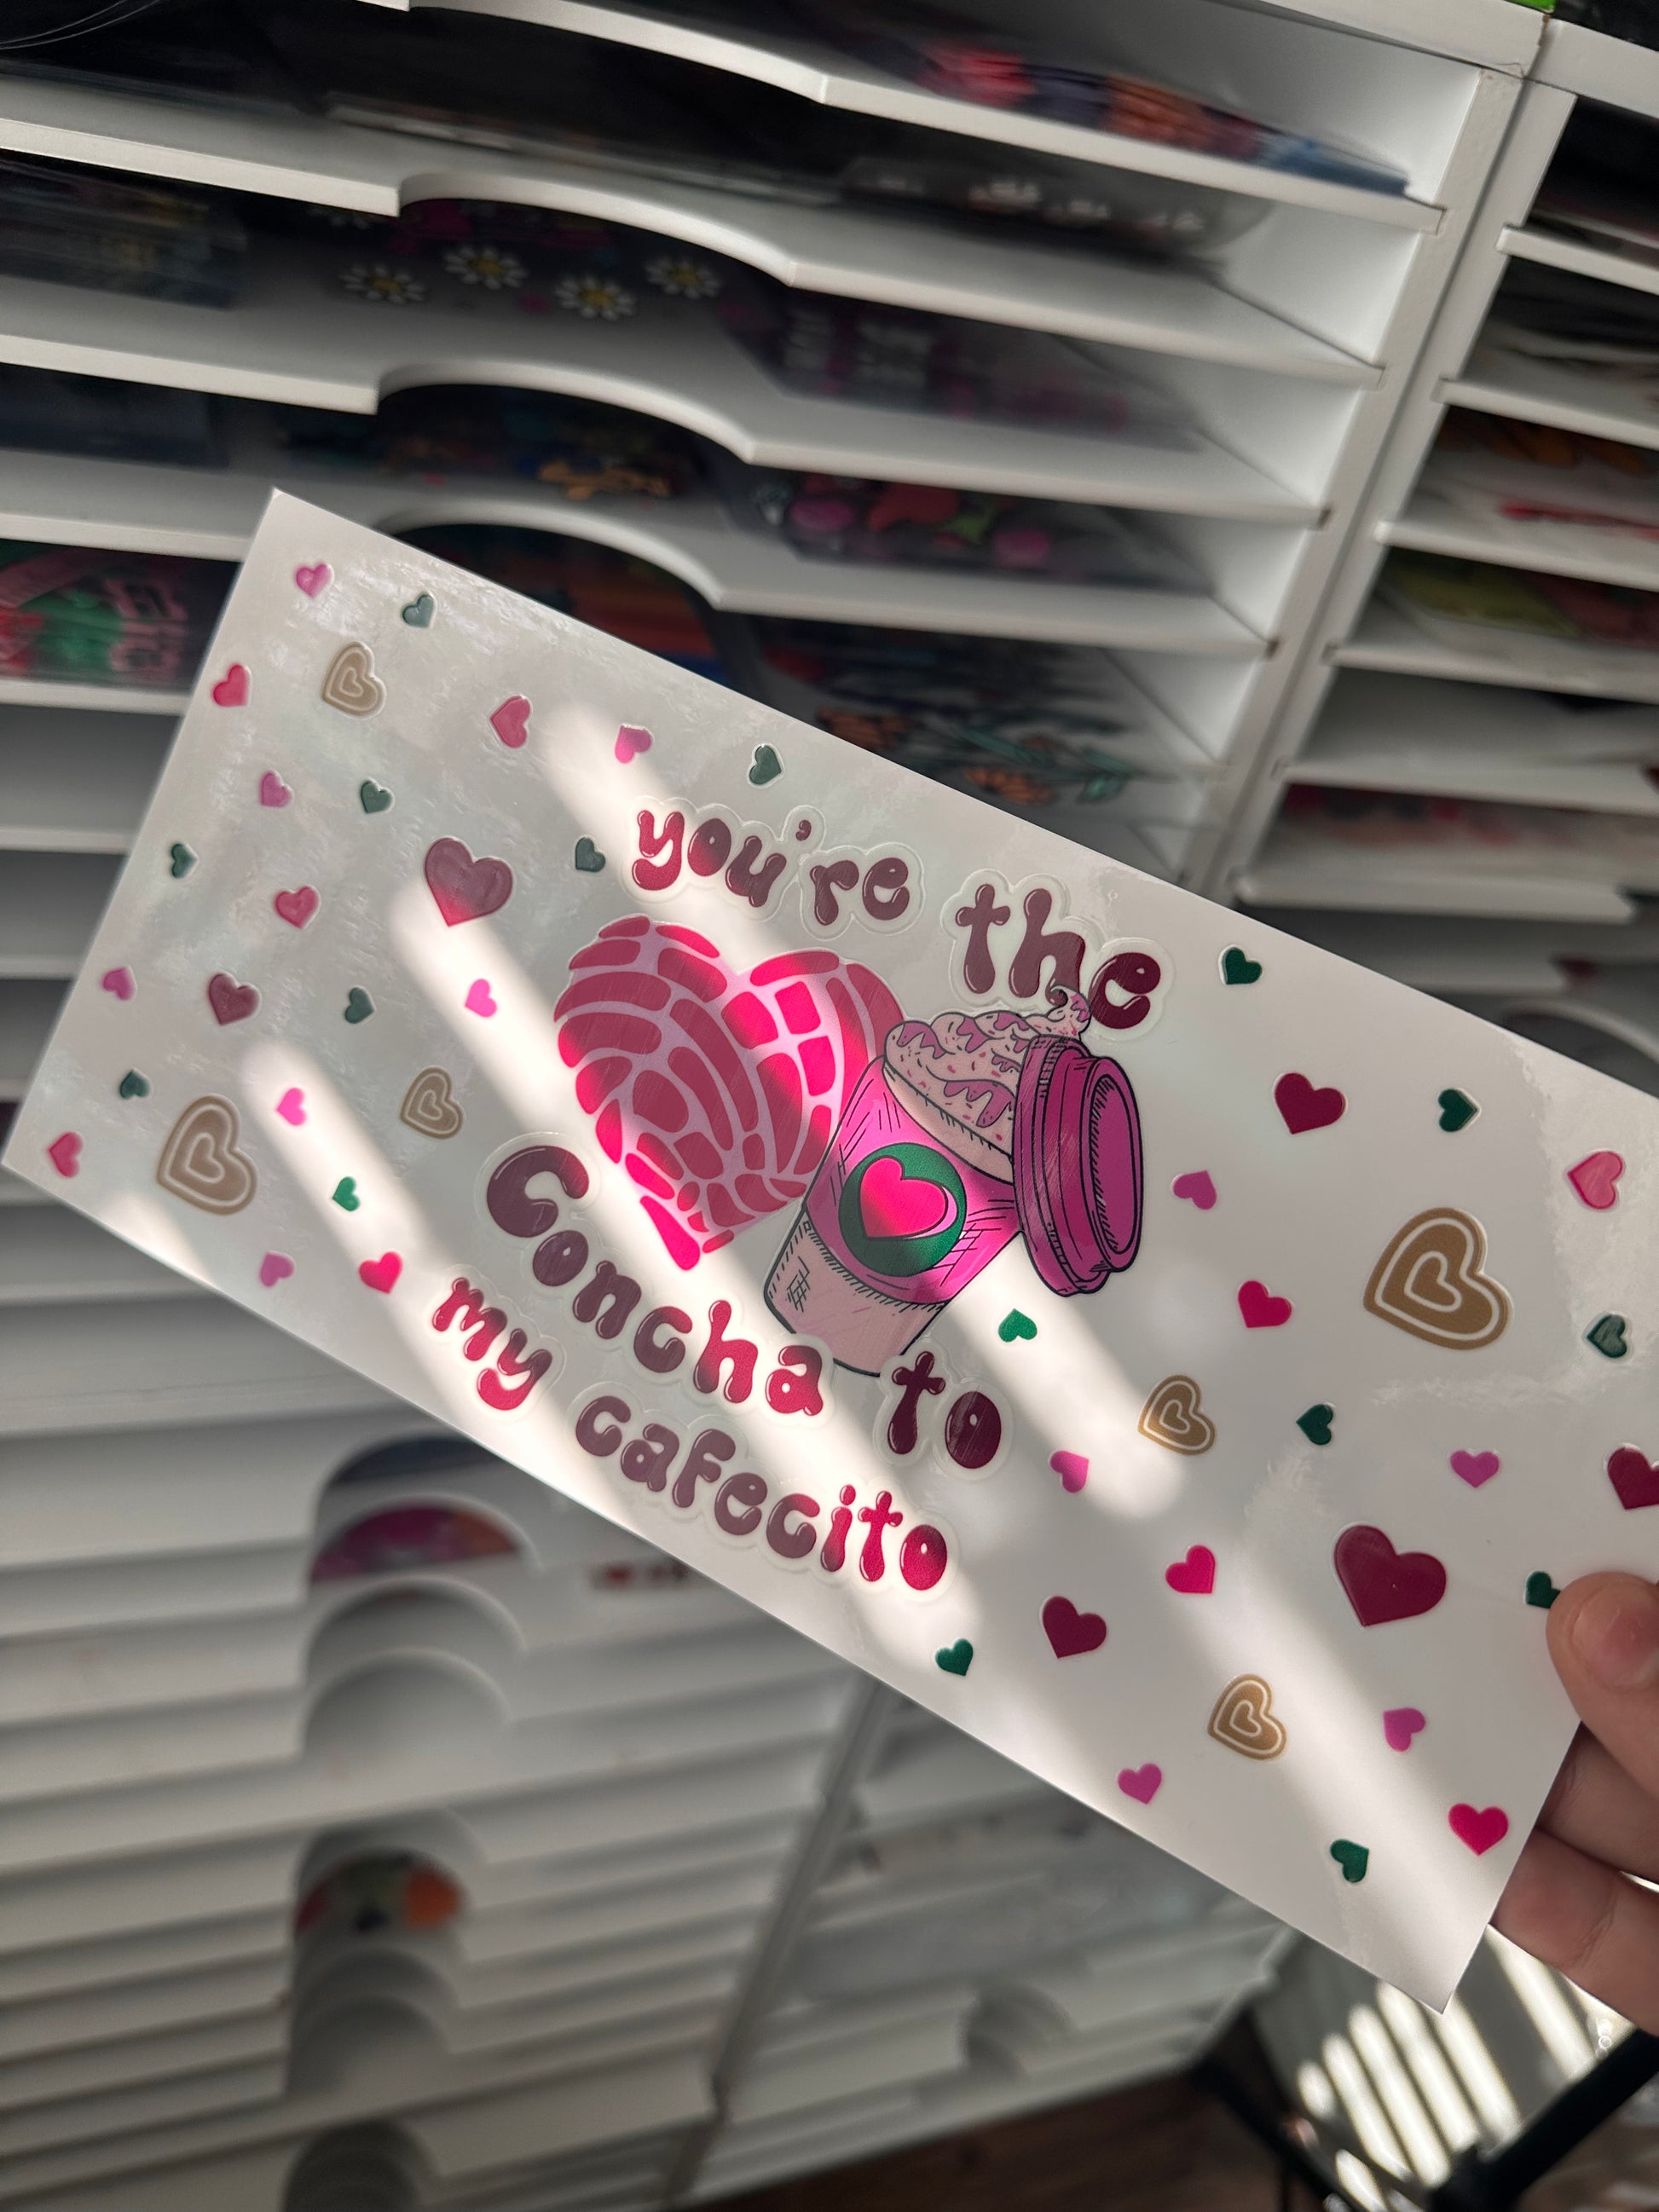 you're the
Concha to
my cafecito